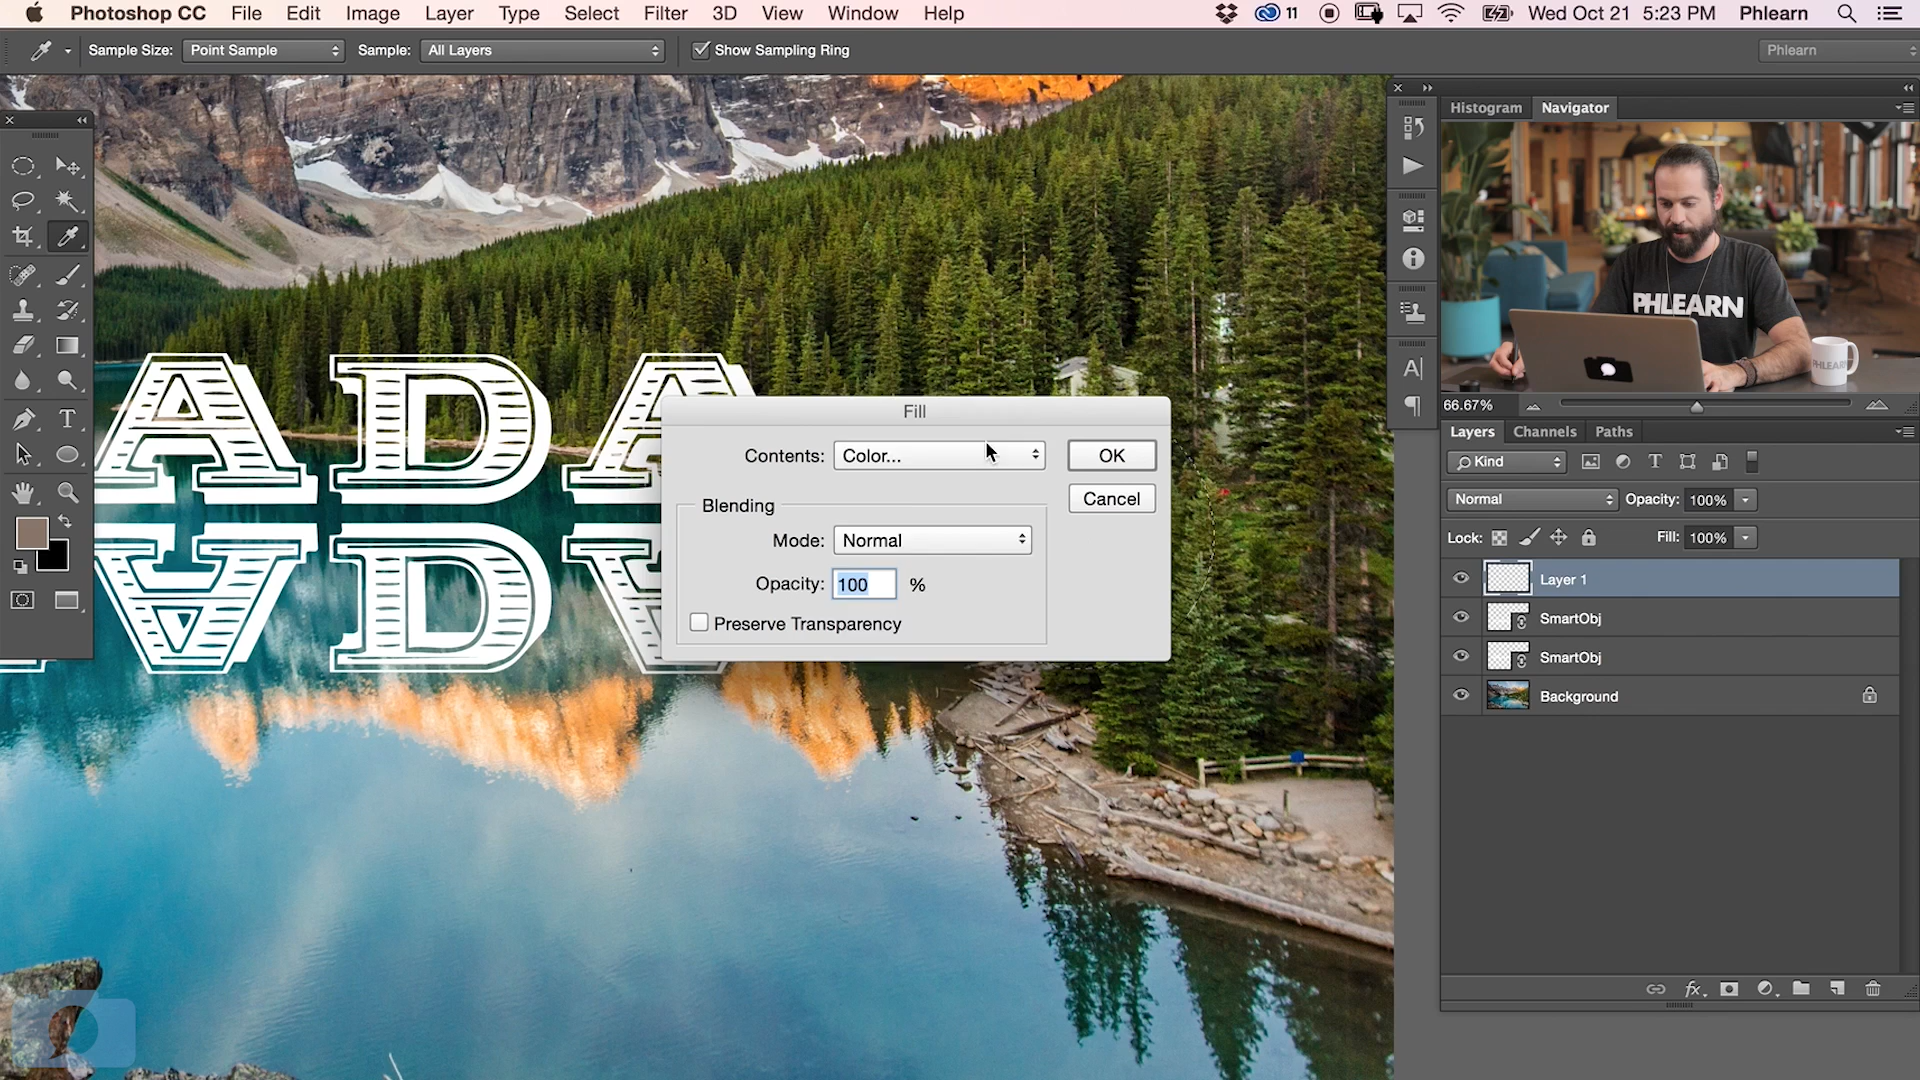 Photoshop CC File Edit Image Layer Type Select Filter 3D View Window Help 11 Wed Oct 21 5:23 PM Phlearn
Sample Size: Point Sample Sample: All Layers Show Sampling Ring Phlearn
Histogram Navigator
PHLEARN
PHLEARN
66.67%
ADA
ADA
Fill
Contents: Color... OK
Cancel
Blending
Mode: Normal
Opacity: 100 %
Preserve Transparency
Layers Channels Paths
Kind
Normal Opacity: 100%
Lock: Fill: 100%
Layer 1
SmartObj
SmartObj
Background